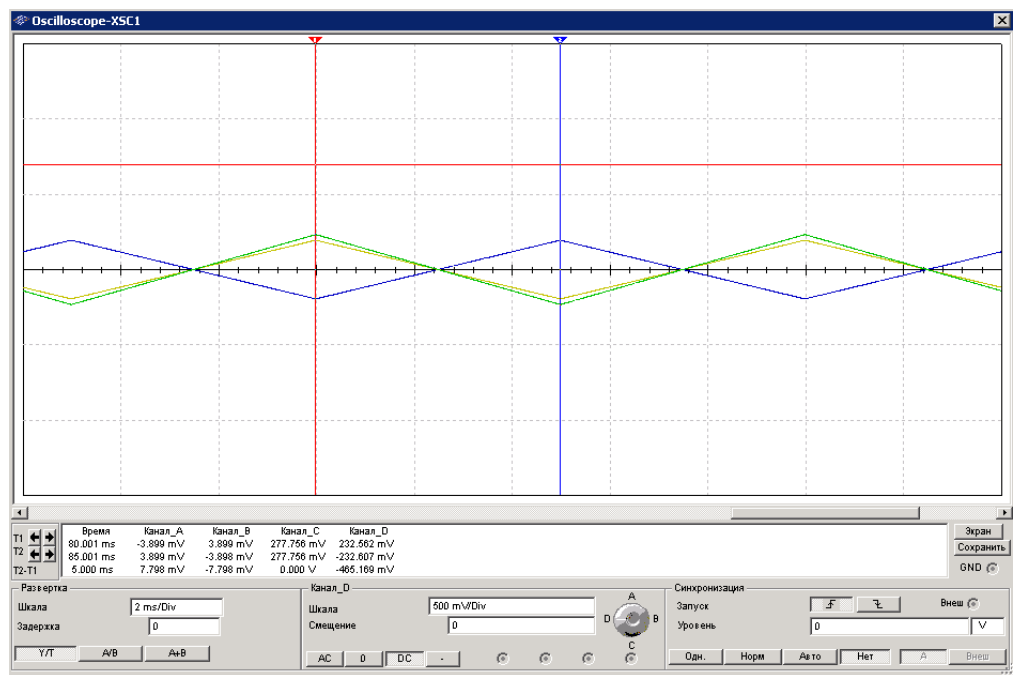 Oscilloscope-XSC1
1
2
Время Канал_A Канал_B Канал_C Канал_D
T1 80.001 ms -3.899 mV 3.899 mV 277.756 mV 232.562 mV
T2 85.001 ms 3.899 mV -3.898 mV 277.756 mV -232.607 mV
T2-T1 5.000 ms 7.798 mV -7.798 mV 0.000 V -465.169 mV
Экран
Сохранить
GND
Развертка
Шкала 2 ms/Div
Задержка 0
Y/T A/B A+B
Канал_D
Шкала 500 mV/Div
Смещение 0
AC 0 DC -
A
D B
C
Синхронизация
Запуск Внеш
Уровень 0 V
Одн. Норм Авто Нет A Внеш